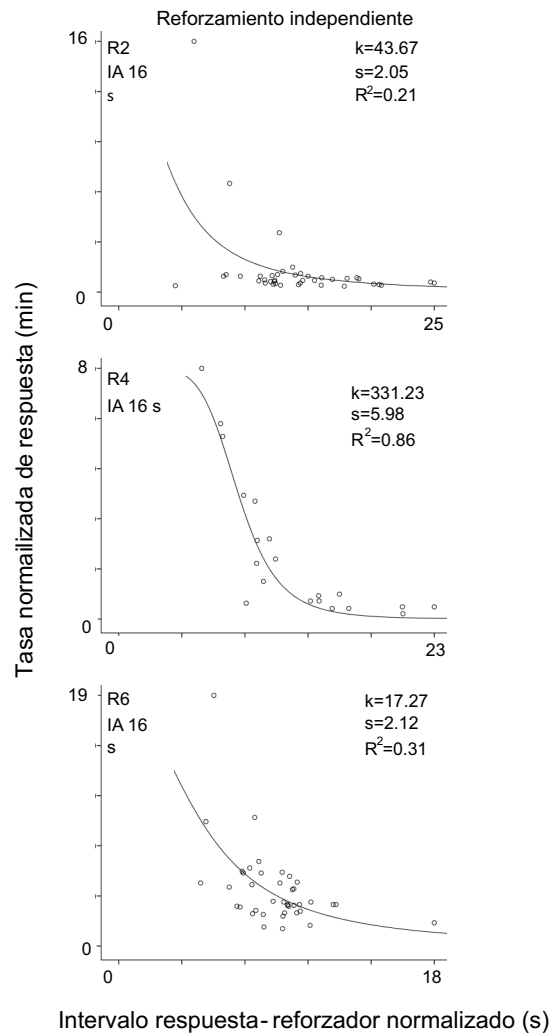 Reforzamiento independiente
16
R2
IA 16
s
k=43.67
s=2.05
R²=0.21
0
0
25
8
R4
IA 16 s
k=331.23
s=5.98
R²=0.86
0
0
23
19
R6
IA 16
s
k=17.27
s=2.12
R²=0.31
0
0
18
Tasa normailizada de respuesta (min)
Intervalo respuesta-reforzador normalizado (s)